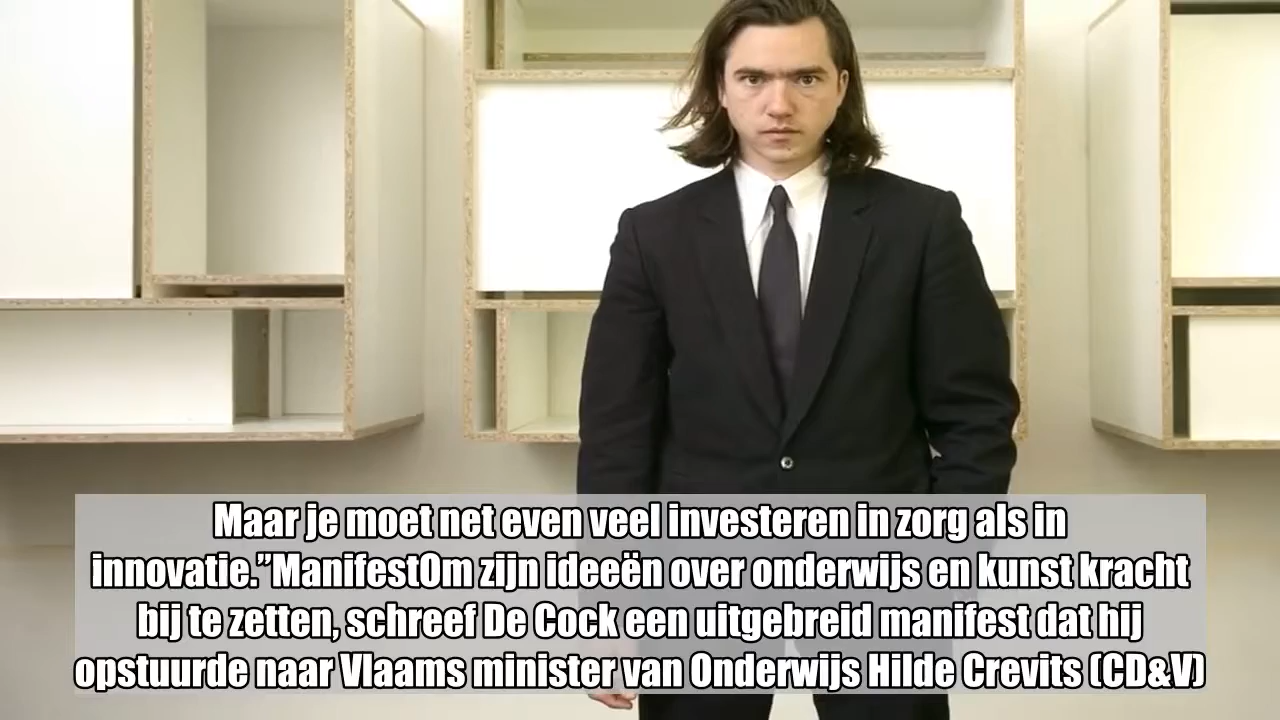 Maar je moet net even veel investeren in zorg als in
innovatie.”ManifestOm zijn ideeën over onderwijs en kunst kracht
bij te zetten, schreef De Cock een uitgebreid manifest dat hij
opstuurde naar Vlaams minister van Onderwijs Hilde Crevits (CD&V)